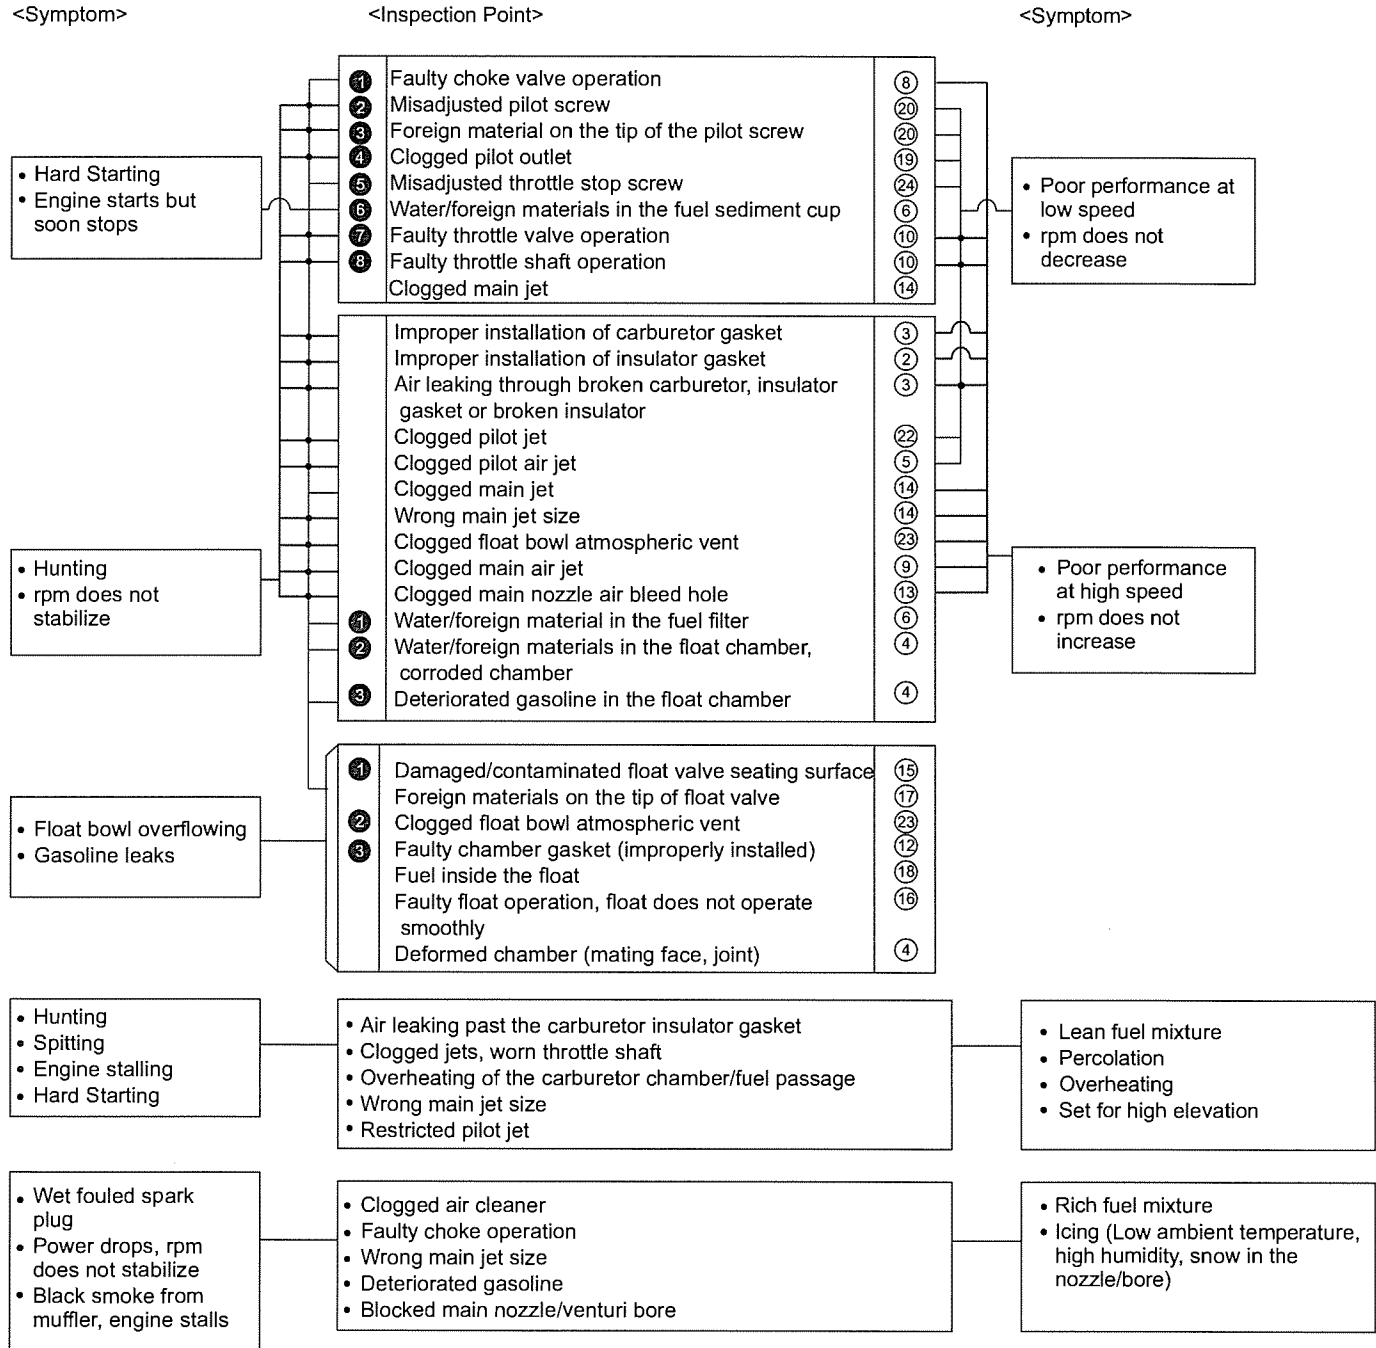 <Symptom> <Inspection Point> <Symptom>
• Hard Starting
• Engine starts but
soon stops
• Hunting
• rpm does not
stabilize
• Float bowl overflowing
• Gasoline leaks
1 Faulty choke valve operation 8
2 Misadjusted pilot screw 20
3 Foreign material on the tip of the pilot screw 20
4 Clogged pilot outlet 19
5 Misadjusted throttle stop screw 24
6 Water/foreign materials in the fuel sediment cup 6
7 Faulty throttle valve operation 10
8 Faulty throttle shaft operation 10
Clogged main jet 14
Improper installation of carburetor gasket 3
Improper installation of insulator gasket 2
Air leaking through broken carburetor, insulator 3
gasket or broken insulator
Clogged pilot jet 22
Clogged pilot air jet 5
Clogged main jet 14
Wrong main jet size 14
Clogged float bowl atmospheric vent 23
Clogged main air jet 9
Clogged main nozzle air bleed hole 13
1 Water/foreign material in the fuel filter 6
2 Water/foreign materials in the float chamber, 4
corroded chamber
3 Deteriorated gasoline in the float chamber 4
1 Damaged/contaminated float valve seating surface 15
Foreign materials on the tip of float valve 17
2 Clogged float bowl atmospheric vent 23
3 Faulty chamber gasket (improperly installed) 12
Fuel inside the float 18
Faulty float operation, float does not operate 16
smoothly
Deformed chamber (mating face, joint) 4
• Poor performance at
low speed
• rpm does not
decrease
• Poor performance
at high speed
• rpm does not
increase
• Hunting
• Spitting
• Engine stalling
• Hard Starting
• Air leaking past the carburetor insulator gasket
• Clogged jets, worn throttle shaft
• Overheating of the carburetor chamber/fuel passage
• Wrong main jet size
• Restricted pilot jet
• Lean fuel mixture
• Percolation
• Overheating
• Set for high elevation
• Wet fouled spark
plug
• Power drops, rpm
does not stabilize
• Black smoke from
muffler, engine stalls
• Clogged air cleaner
• Faulty choke operation
• Wrong main jet size
• Deteriorated gasoline
• Blocked main nozzle/venturi bore
• Rich fuel mixture
• Icing (Low ambient temperature,
high humidity, snow in the
nozzle/bore)